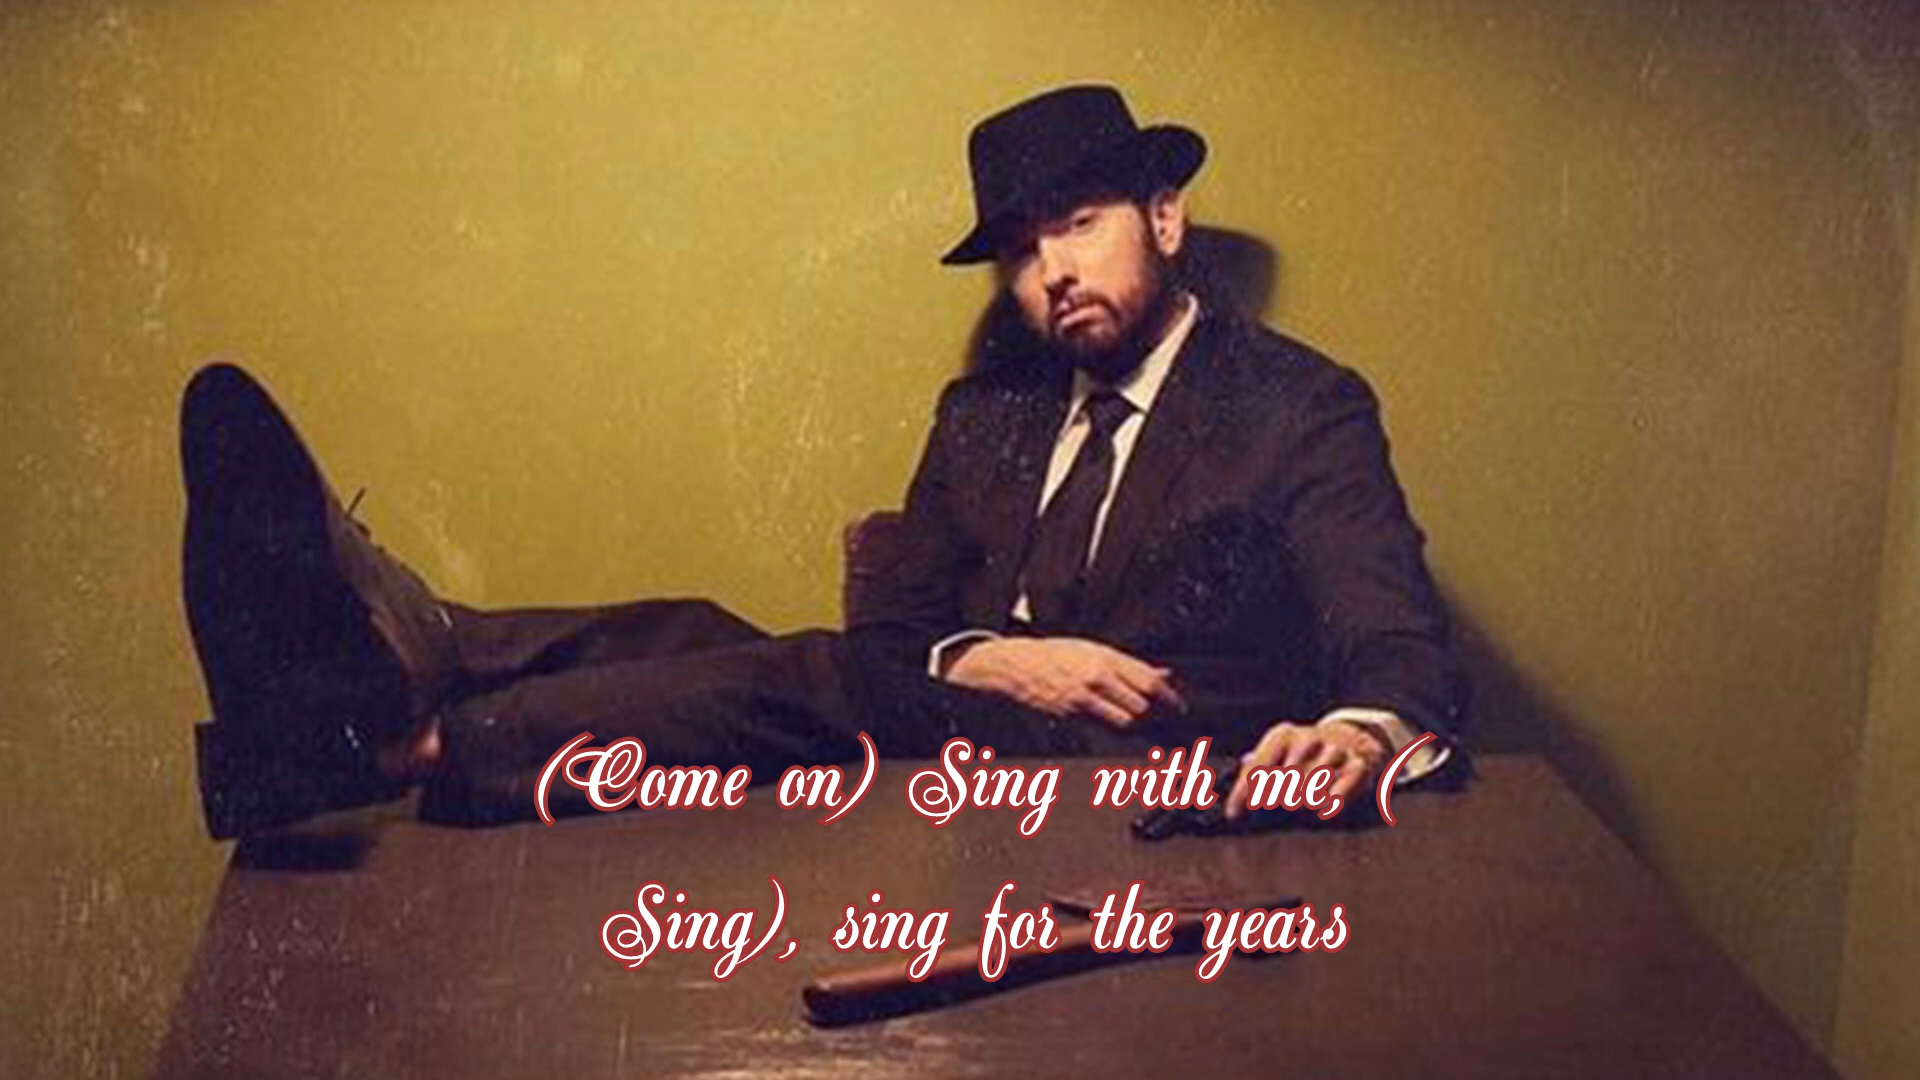 (Come on) Sing with me, (
Sing), sing for the years